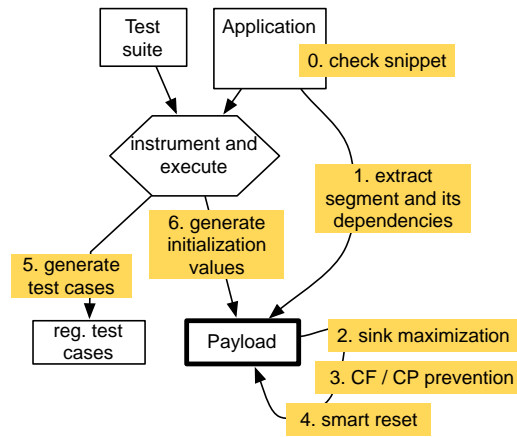 Test
suite
Application
0. check snippet
instrument and
execute
1. extract
segment and its
dependencies
6. generate
initialization
values
5. generate
test cases
reg. test
cases
Payload
2. sink maximization
3. CF / CP prevention
4. smart reset